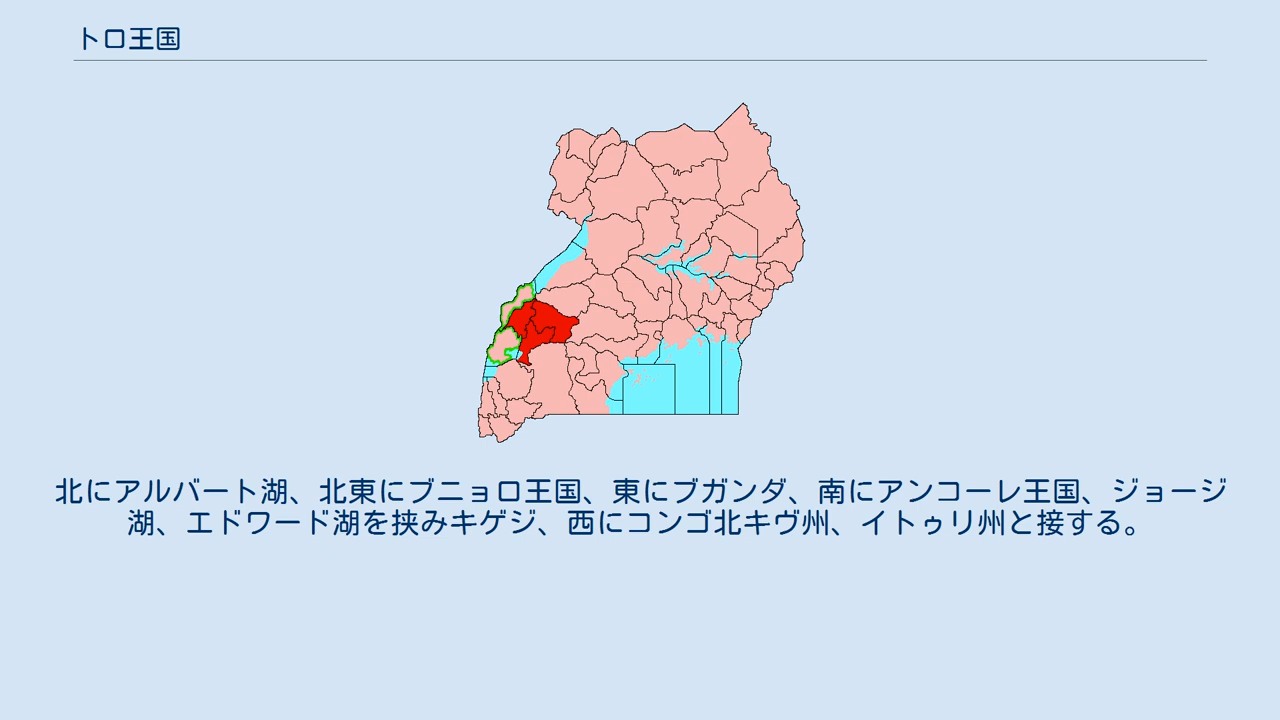 トロ王国
北にアルバート湖、北東にブニョロ王国、東にブガンダ、南にアンコーレ王国、ジョージ
湖、エドワード湖を挟みキゲジ、西にコンゴ北キヴ州、イトゥリ州と接する。